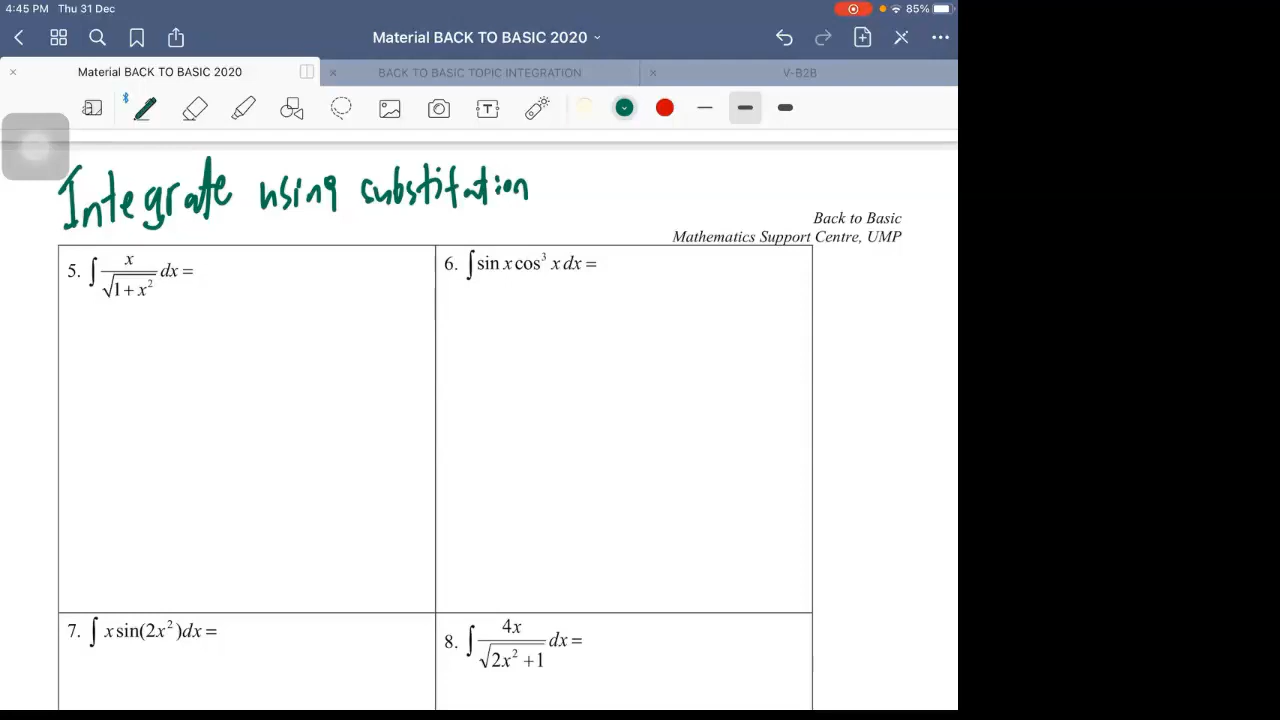 4:45 PM Thu 31 Dec
85%
Material BACK TO BASIC 2020
Material BACK TO BASIC 2020
BACK TO BASIC TOPIC INTEGRATION
V-B2B
Integrate using substitution
Back to Basic
Mathematics Support Centre, UMP
5. ∫ x/√(1 + x²) dx =
6. ∫ sin x cos³ x dx =
7. ∫ x sin(2x²)dx =
8. ∫ 4x/√(2x² + 1) dx =